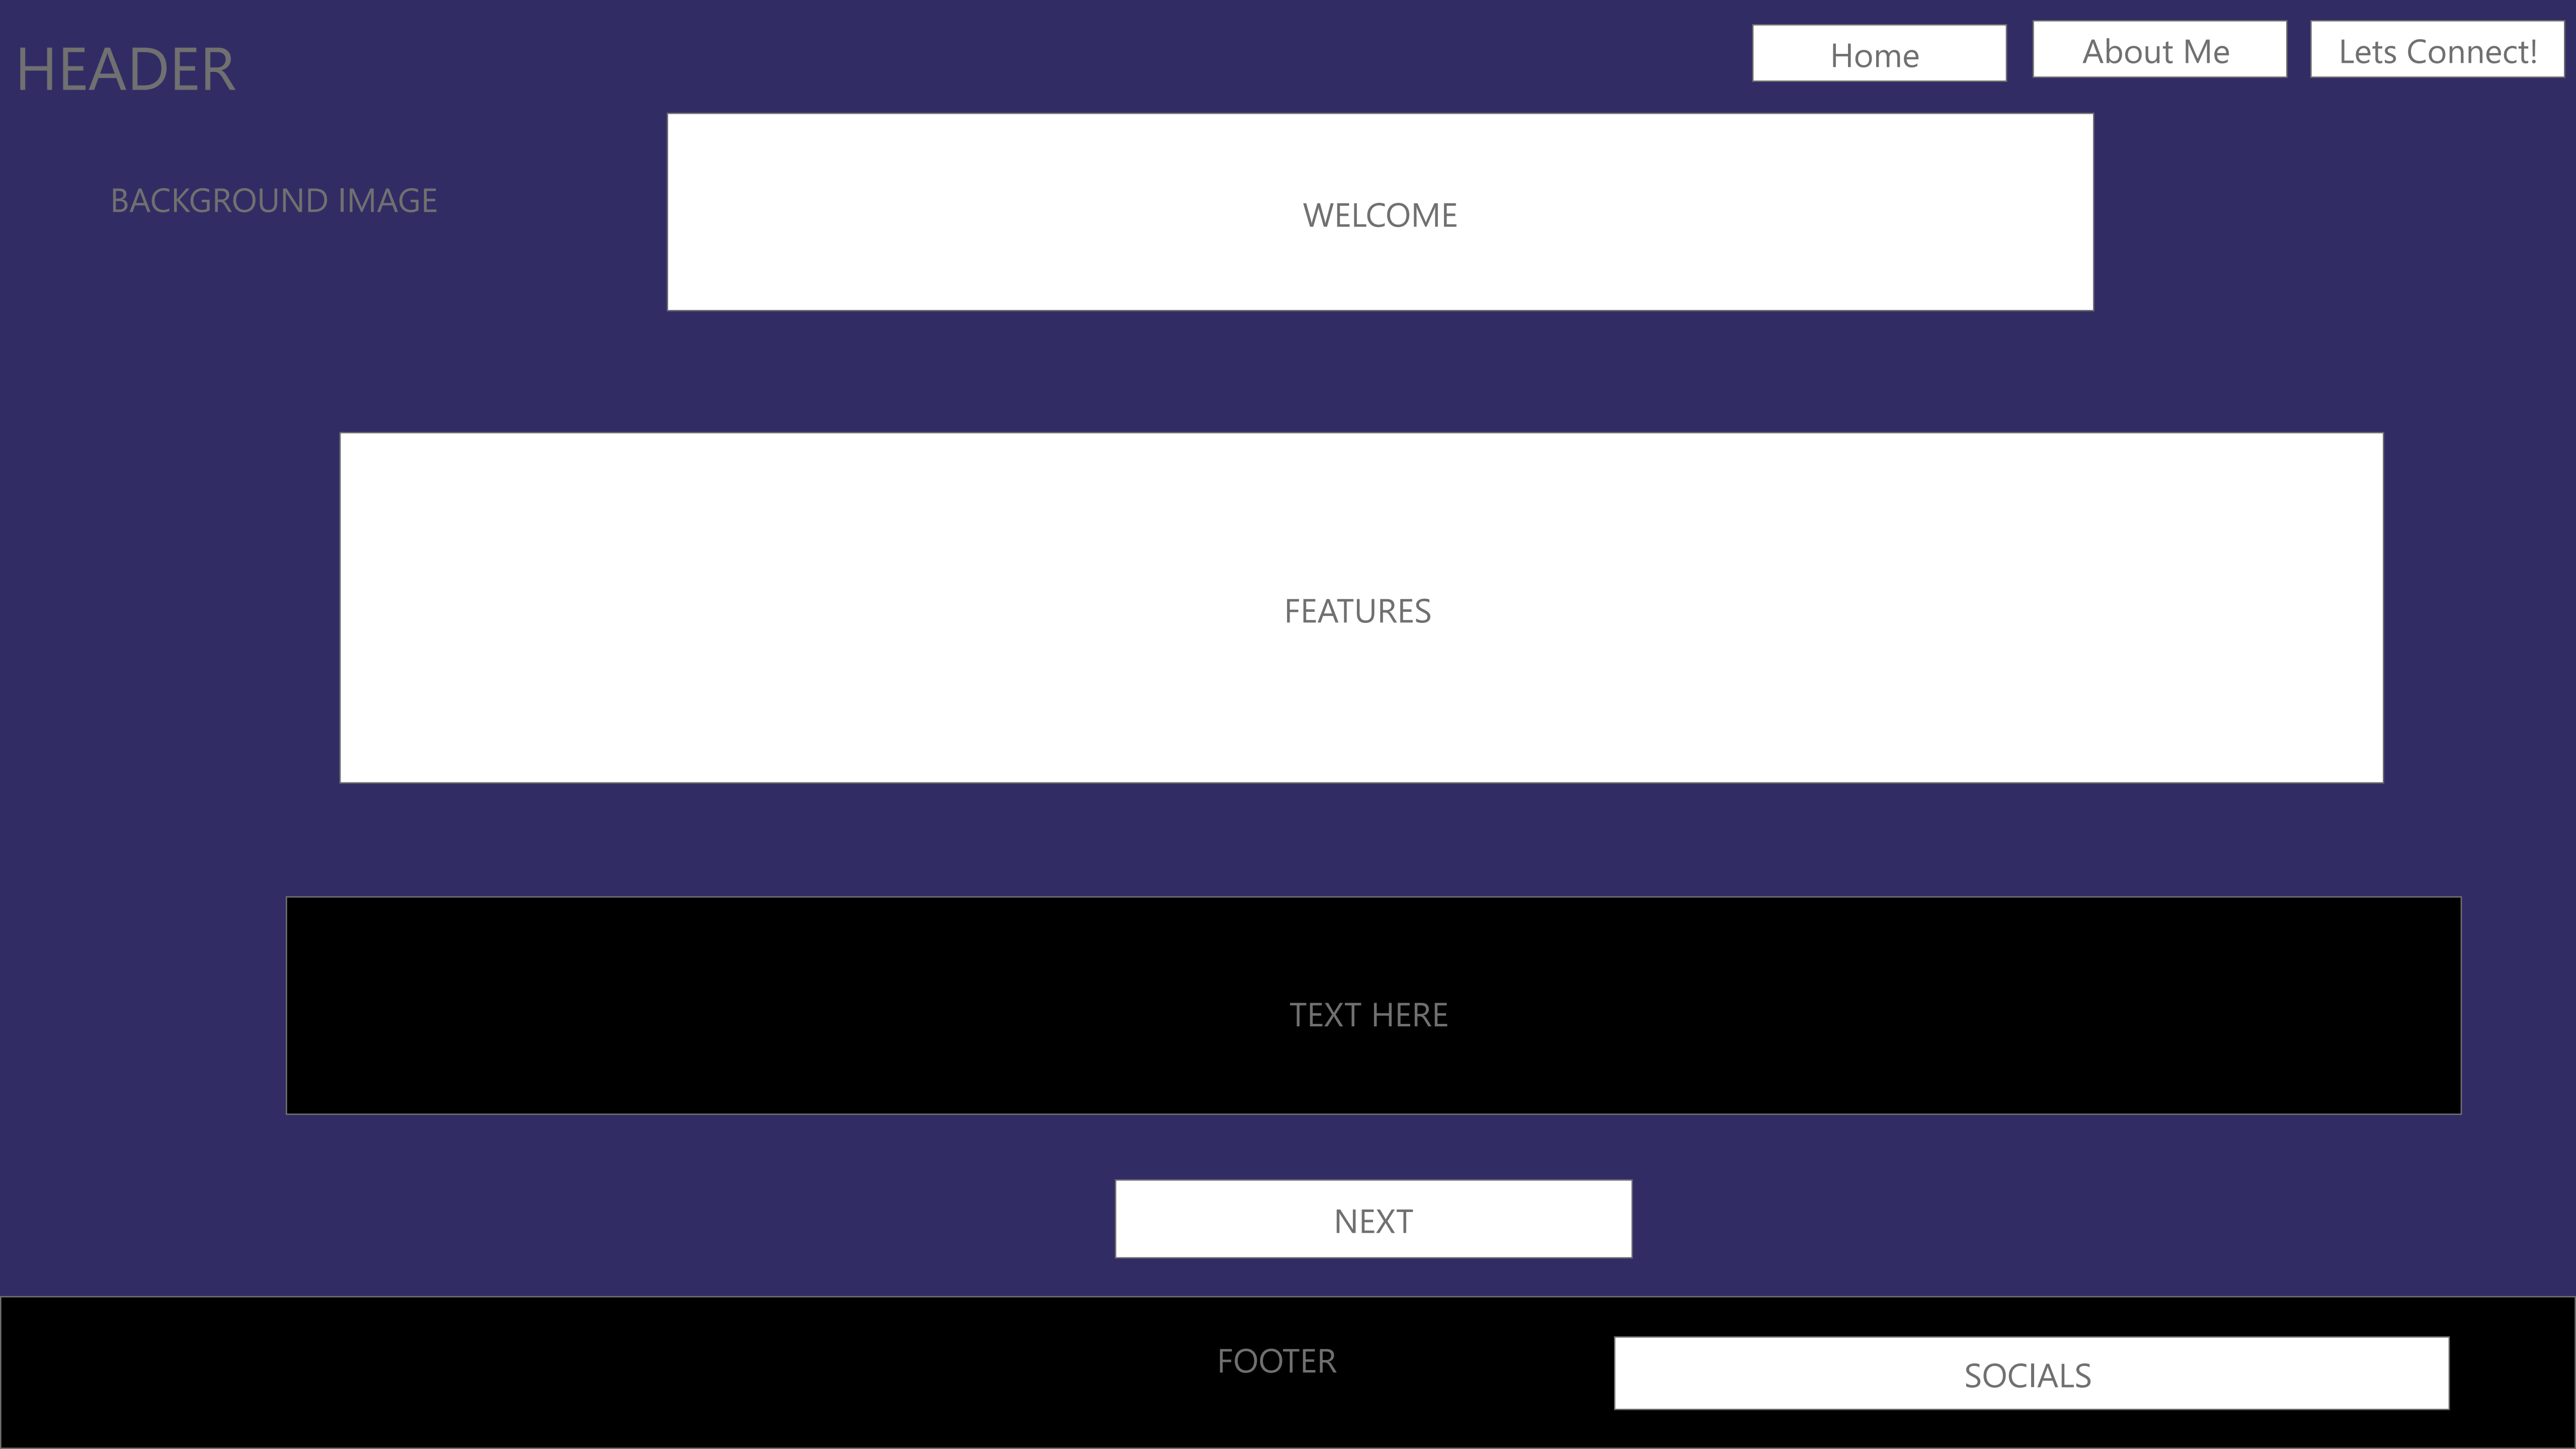 HEADER
Home
About Me
Lets Connect!
BACKGROUND IMAGE
WELCOME
FEATURES
TEXT HERE
NEXT
FOOTER
SOCIALS